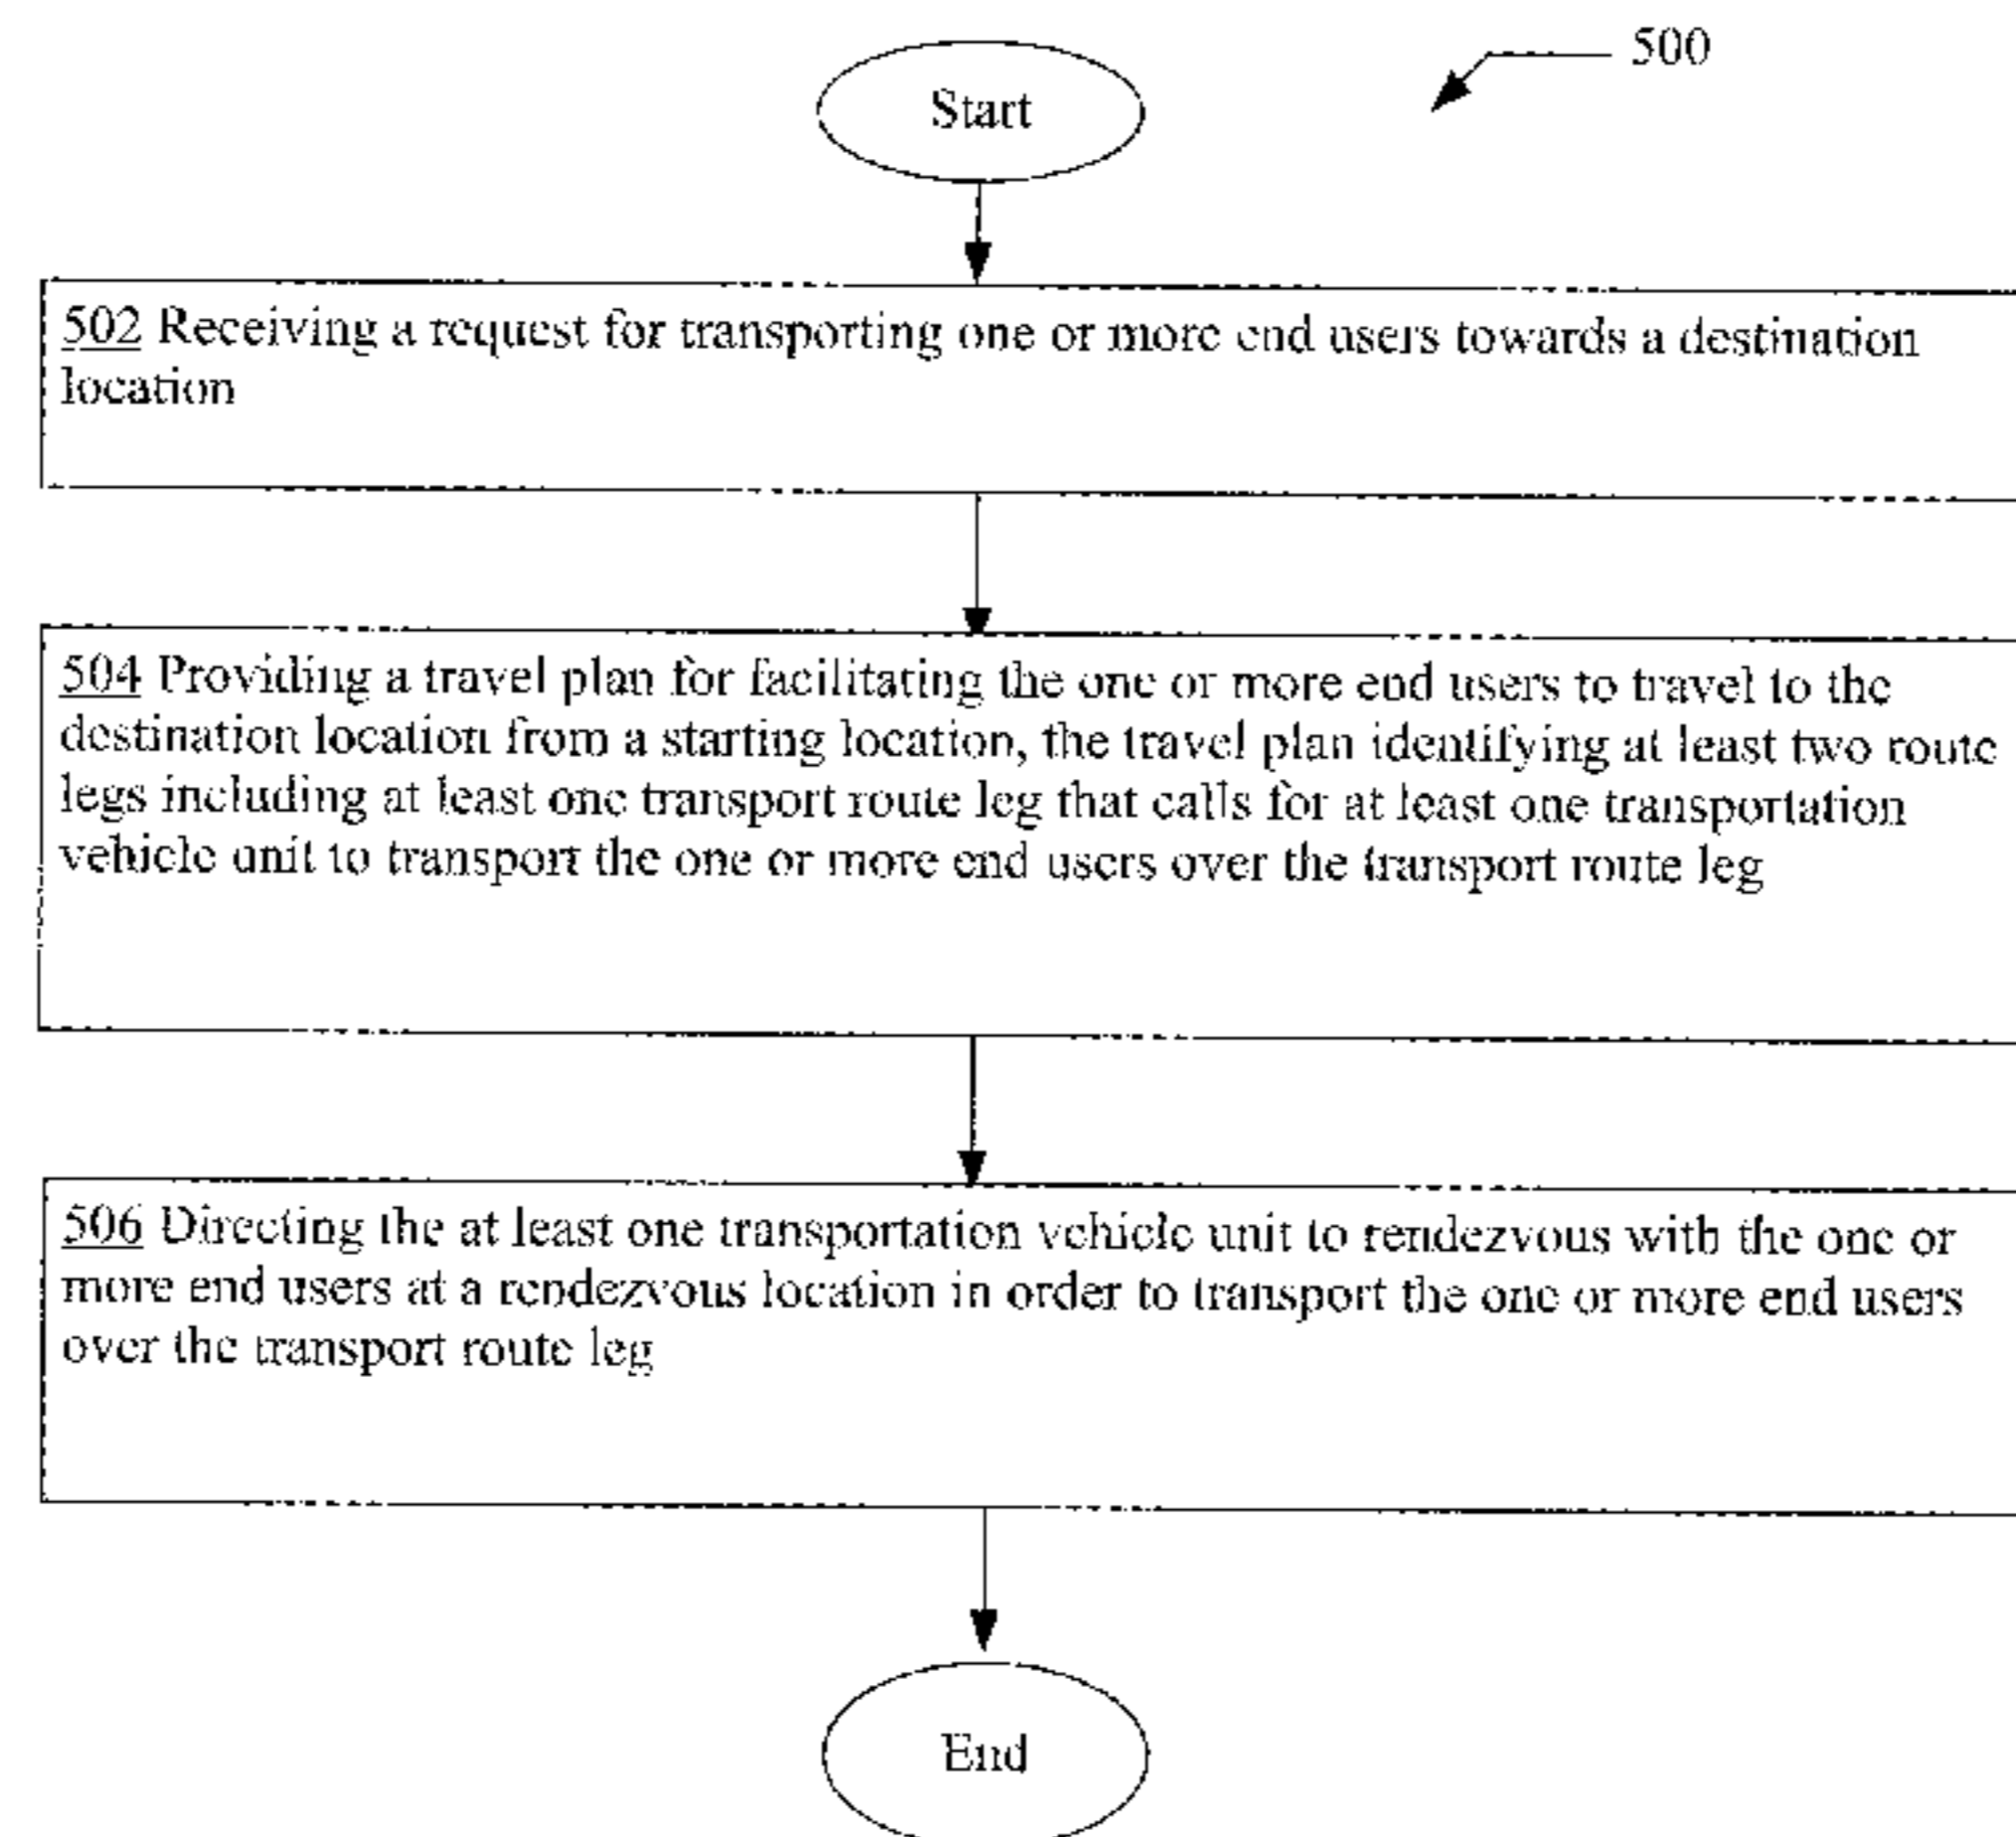 500
Start
502 Receiving a request for transporting one or more end users towards a destination
location
504 Providing a travel plan for facilitating the one or more end users to travel to the
destination location from a starting location, the travel plan identifying at least two route
legs including at least one transport route leg that calls for at least one transportation
vehicle unit to transport the one or more end users over the transport route leg
506 Directing the at least one transportation vehicle unit to rendezvous with the one or
more end users at a rendezvous location in order to transport the one or more end users
over the transport route leg
End